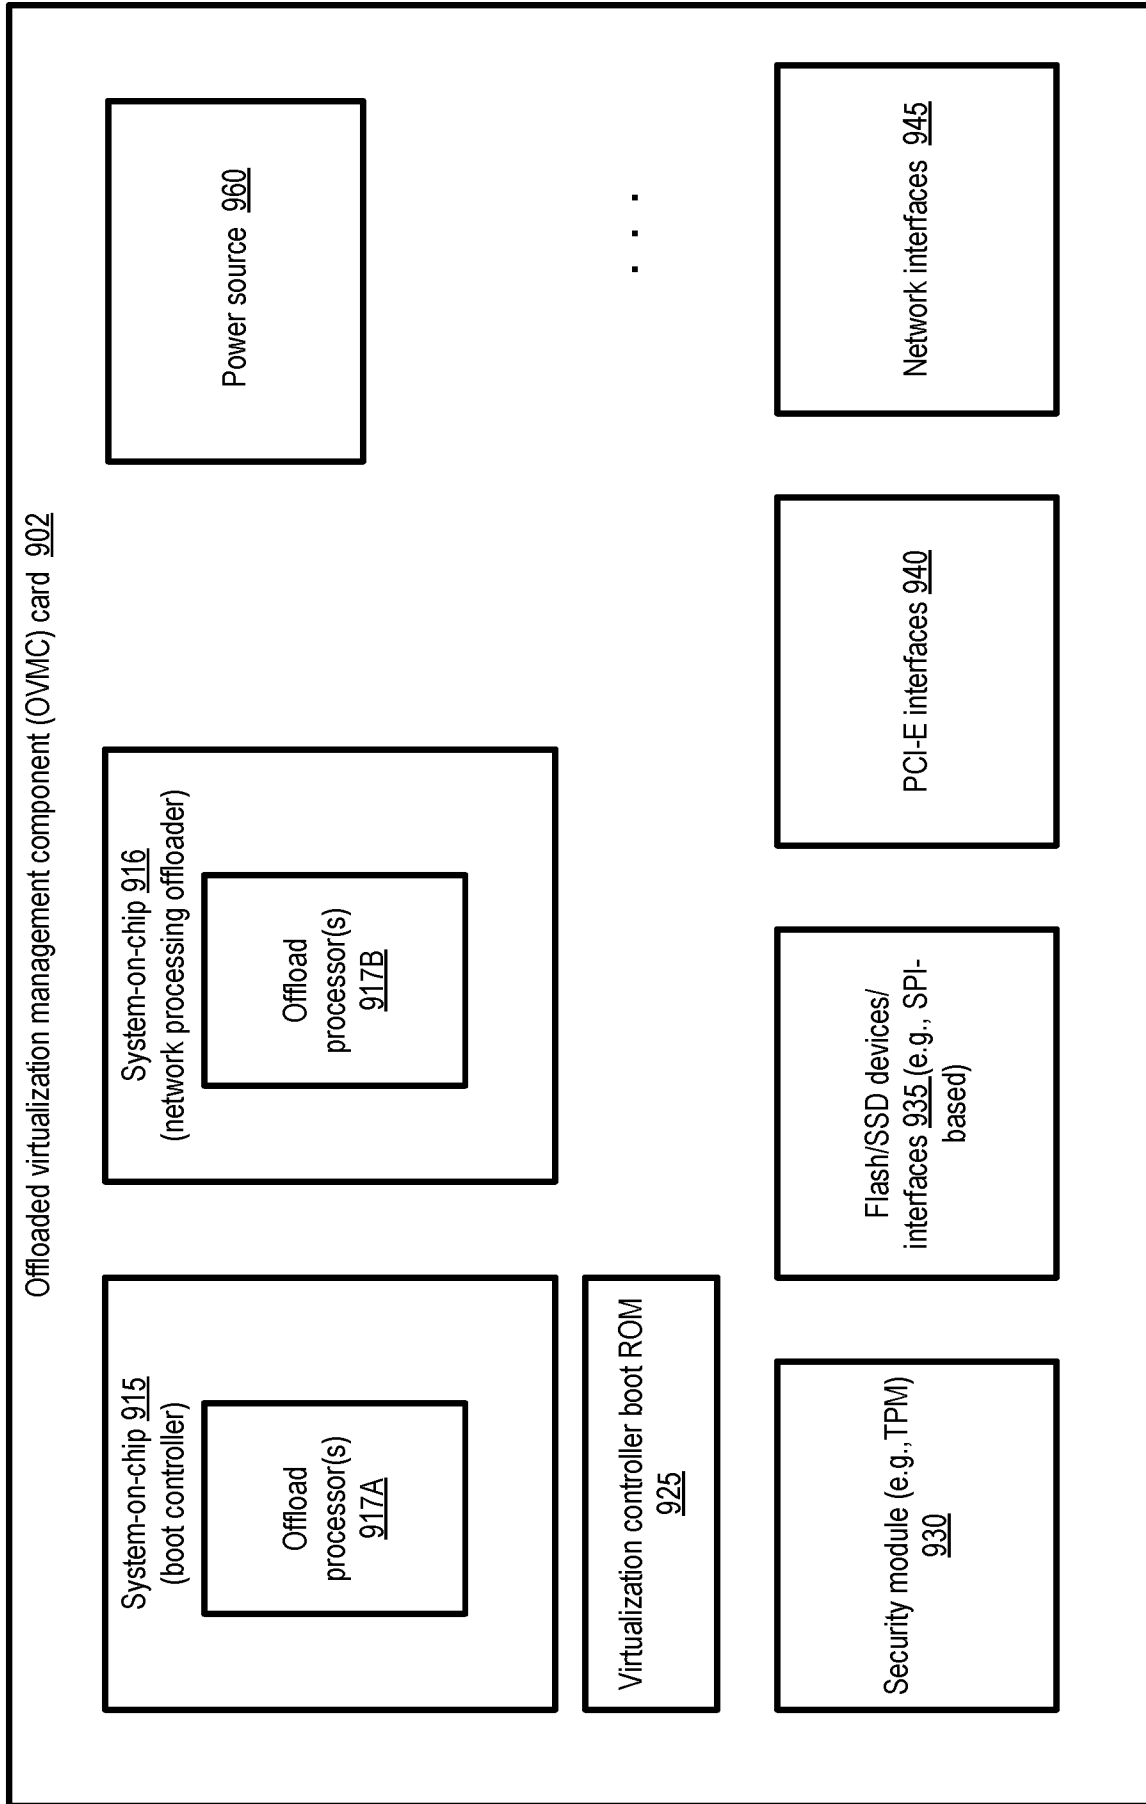 Offloaded virtualization management component (OVMC) card 902
System-on-chip 915
(boot controller)
Offload
processor(s)
917A
System-on-chip 916
(network processing offloader)
Offload
processor(s)
917B
Power source 960
Virtualization controller boot ROM
925
. . .
Security module (e.g., TPM)
930
Flash/SSD devices/
interfaces 935 (e.g., SPI-
based)
PCI-E interfaces 940
Network interfaces 945